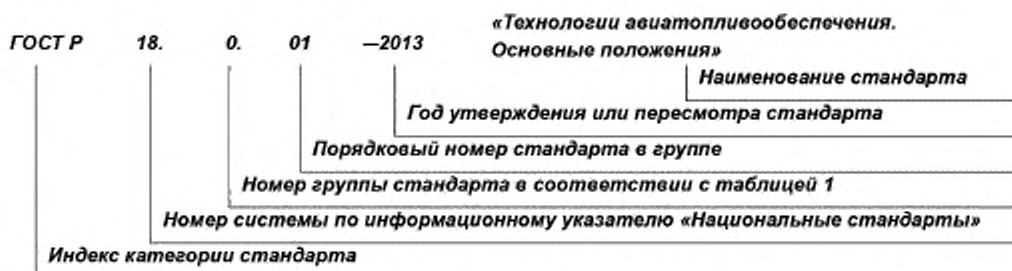 «Технологии авиатопливообеспечения.
ГОСТ Р 18. 0. 01 —2013 Основные положения»
Наименование стандарта
Год утверждения или пересмотра стандарта
Порядковый номер стандарта в группе
Номер группы стандарта в соответствии с таблицей 1
Номер системы по информационному указателю «Национальные стандарты»
Индекс категории стандарта